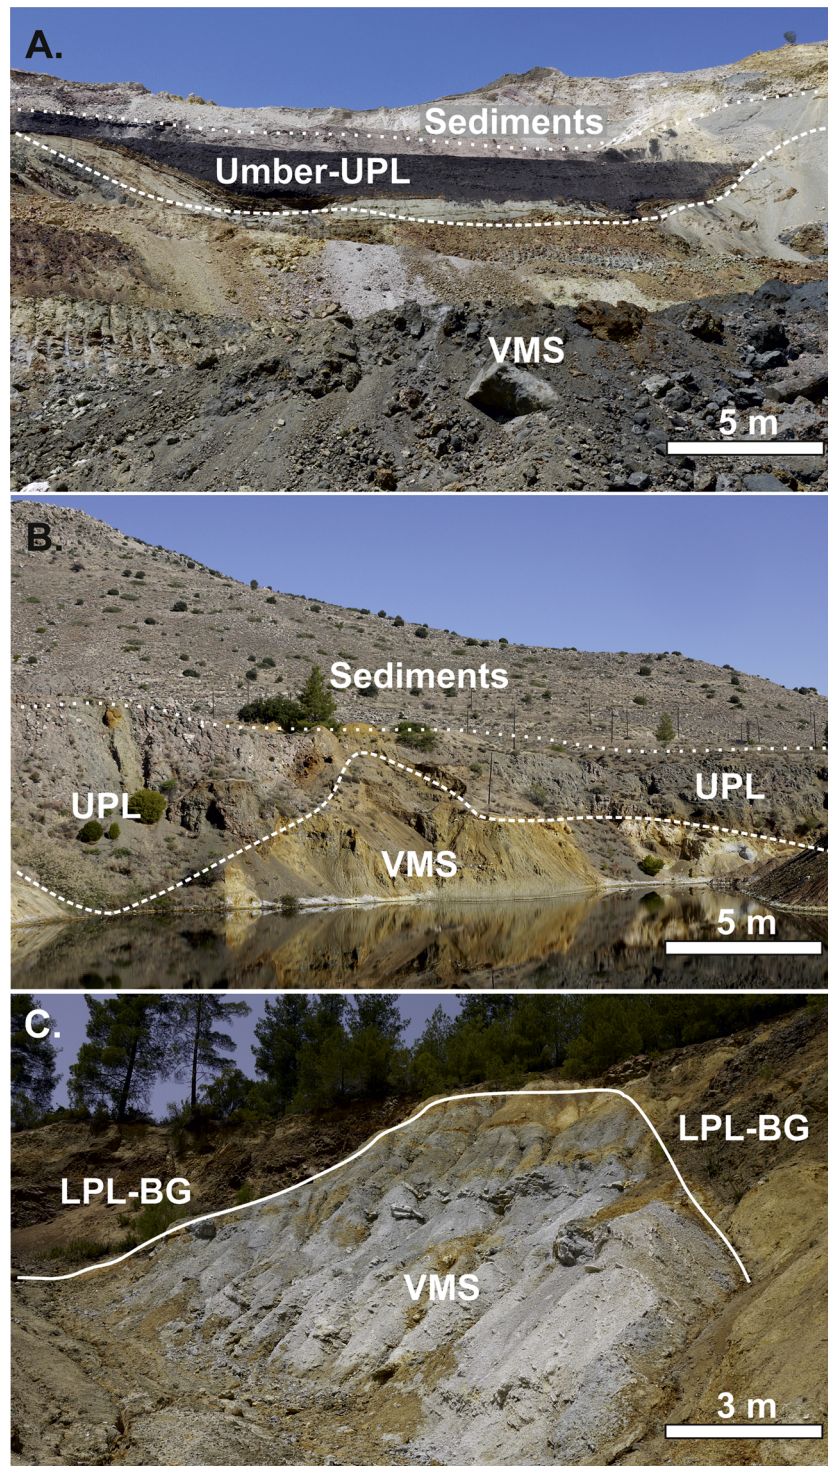 A.
Sediments
Umber-UPL
VMS
5 m
B.
Sediments
UPL
UPL
VMS
5 m
C.
LPL-BG
LPL-BG
VMS
3 m